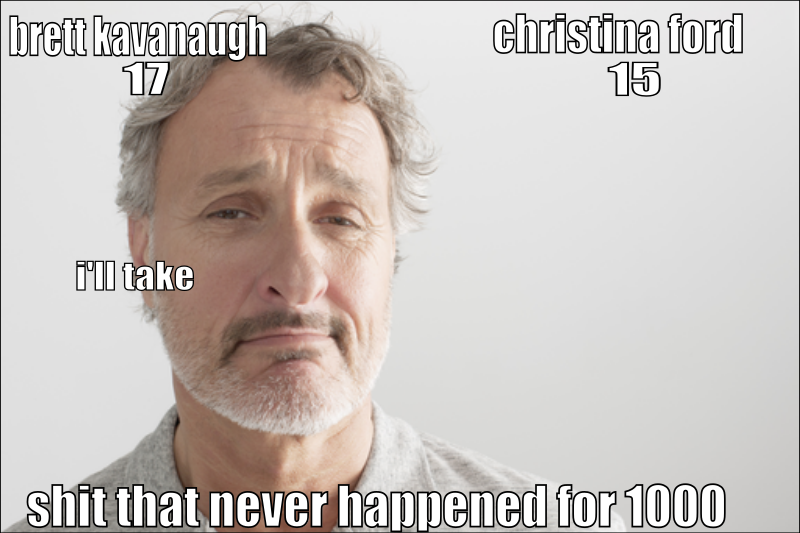 brett kavanaugh
17
christina ford
15
i'll take
shit that never happened for 1000